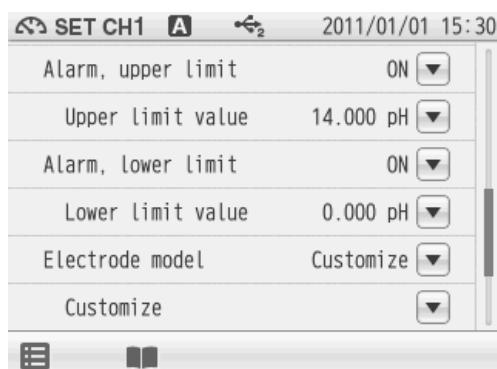 SET CH1 A 2 2011/01/01 15:30
Alarm, upper limit ON
Upper limit value 14.000 pH
Alarm, lower limit ON
Lower limit value 0.000 pH
Electrode model Customize
Customize